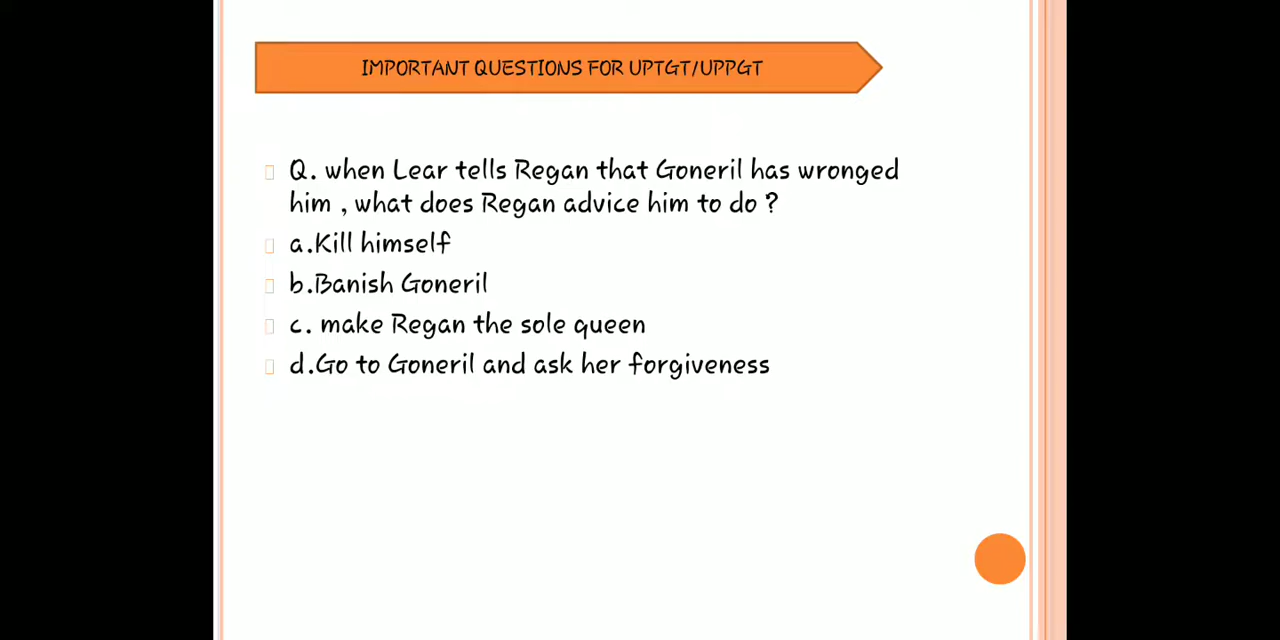 IMPORTANT QUESTIONS FOR UPTGT/UPPGT
Q. when Lear tells Regan that Goneril has wronged
him , what does Regan advice him to do ?
a.Kill himself
b.Banish Goneril
c. make Regan the sole queen
d.Go to Goneril and ask her forgiveness